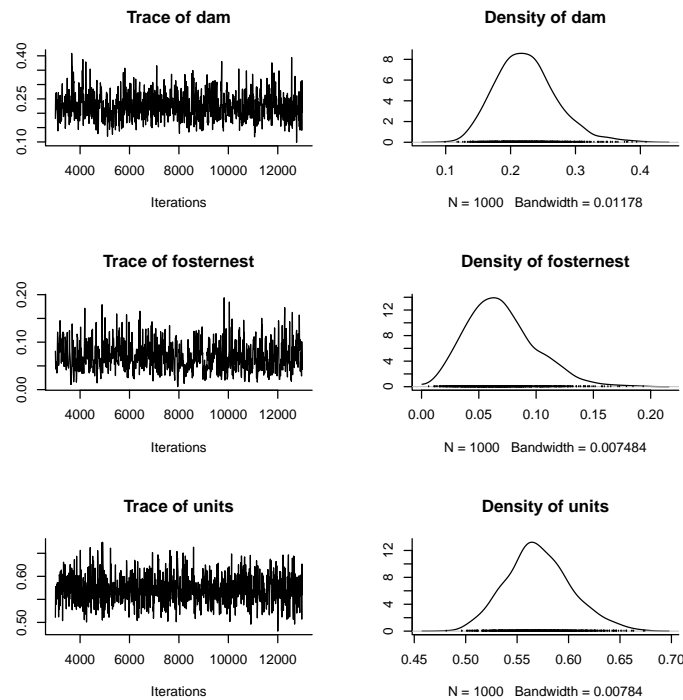 Trace of dam
0.10 0.25 0.40
4000 6000 8000 10000 12000
Iterations
Density of dam
0 2 4 6 8
0.1 0.2 0.3 0.4
N = 1000 Bandwidth = 0.01178
Trace of fosternest
0.00 0.10 0.20
4000 6000 8000 10000 12000
Iterations
Density of fosternest
0 4 8 12
0.00 0.05 0.10 0.15 0.20
N = 1000 Bandwidth = 0.007484
Trace of units
0.50 0.60
4000 6000 8000 10000 12000
Iterations
Density of units
0 4 8 12
0.45 0.50 0.55 0.60 0.65 0.70
N = 1000 Bandwidth = 0.00784